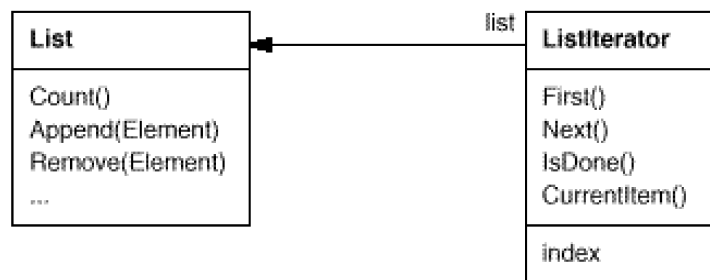 List
Count()
Append(Element)
Remove(Element)
...
list
ListIterator
First()
Next()
IsDone()
CurrentItem()
index